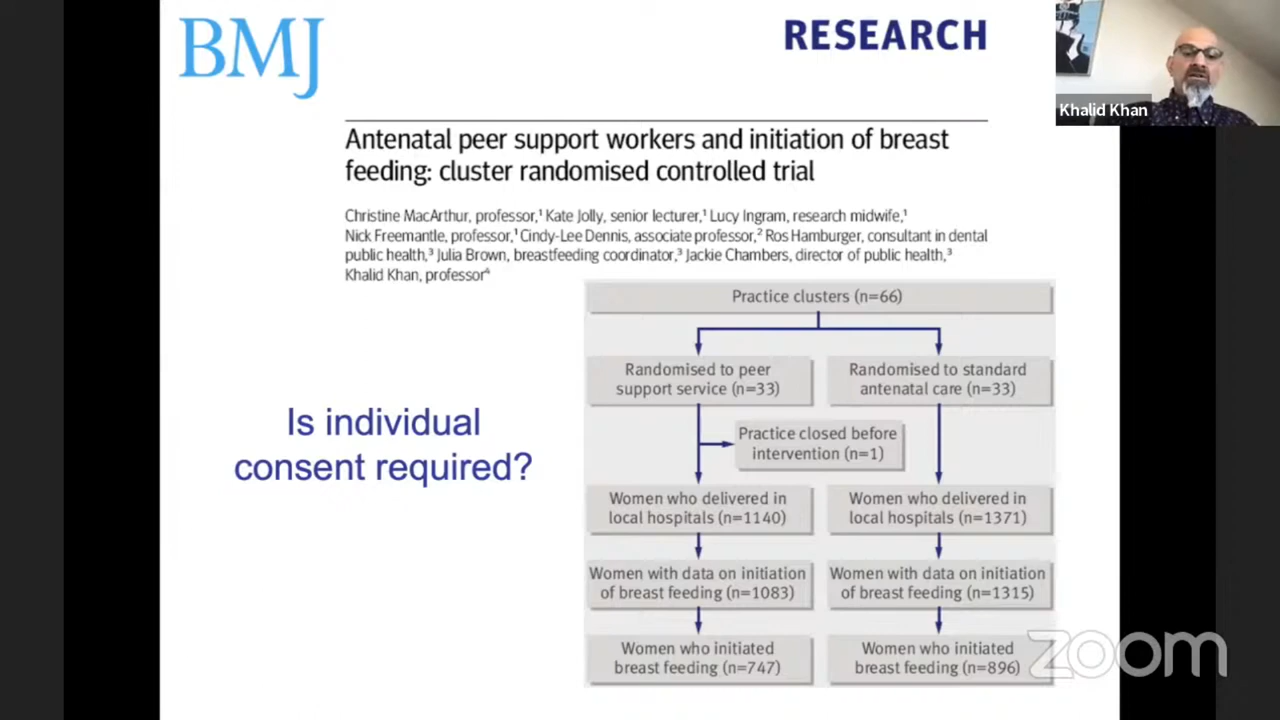 BMJ
RESEARCH
Khalid Khan
Antenatal peer support workers and initiation of breast
feeding: cluster randomised controlled trial
Christine MacArthur, professor,¹ Kate Jolly, senior lecturer,¹ Lucy Ingram, research midwife,¹
Nick Freemantle, professor,¹ Cindy-Lee Dennis, associate professor,² Ros Hamburger, consultant in dental
public health,³ Julia Brown, breastfeeding coordinator,³ Jackie Chambers, director of public health,³
Khalid Khan, professor⁴
Is individual
consent required?
Practice clusters (n=66)
Randomised to peer
support service (n=33)
Randomised to standard
antenatal care (n=33)
Practice closed before
intervention (n=1)
Women who delivered in
local hospitals (n=1140)
Women who delivered in
local hospitals (n=1371)
Women with data on initiation
of breast feeding (n=1083)
Women with data on initiation
of breast feeding (n=1315)
Women who initiated
breast feeding (n=747)
Women who initiated
breast feeding (n=896)
zoom